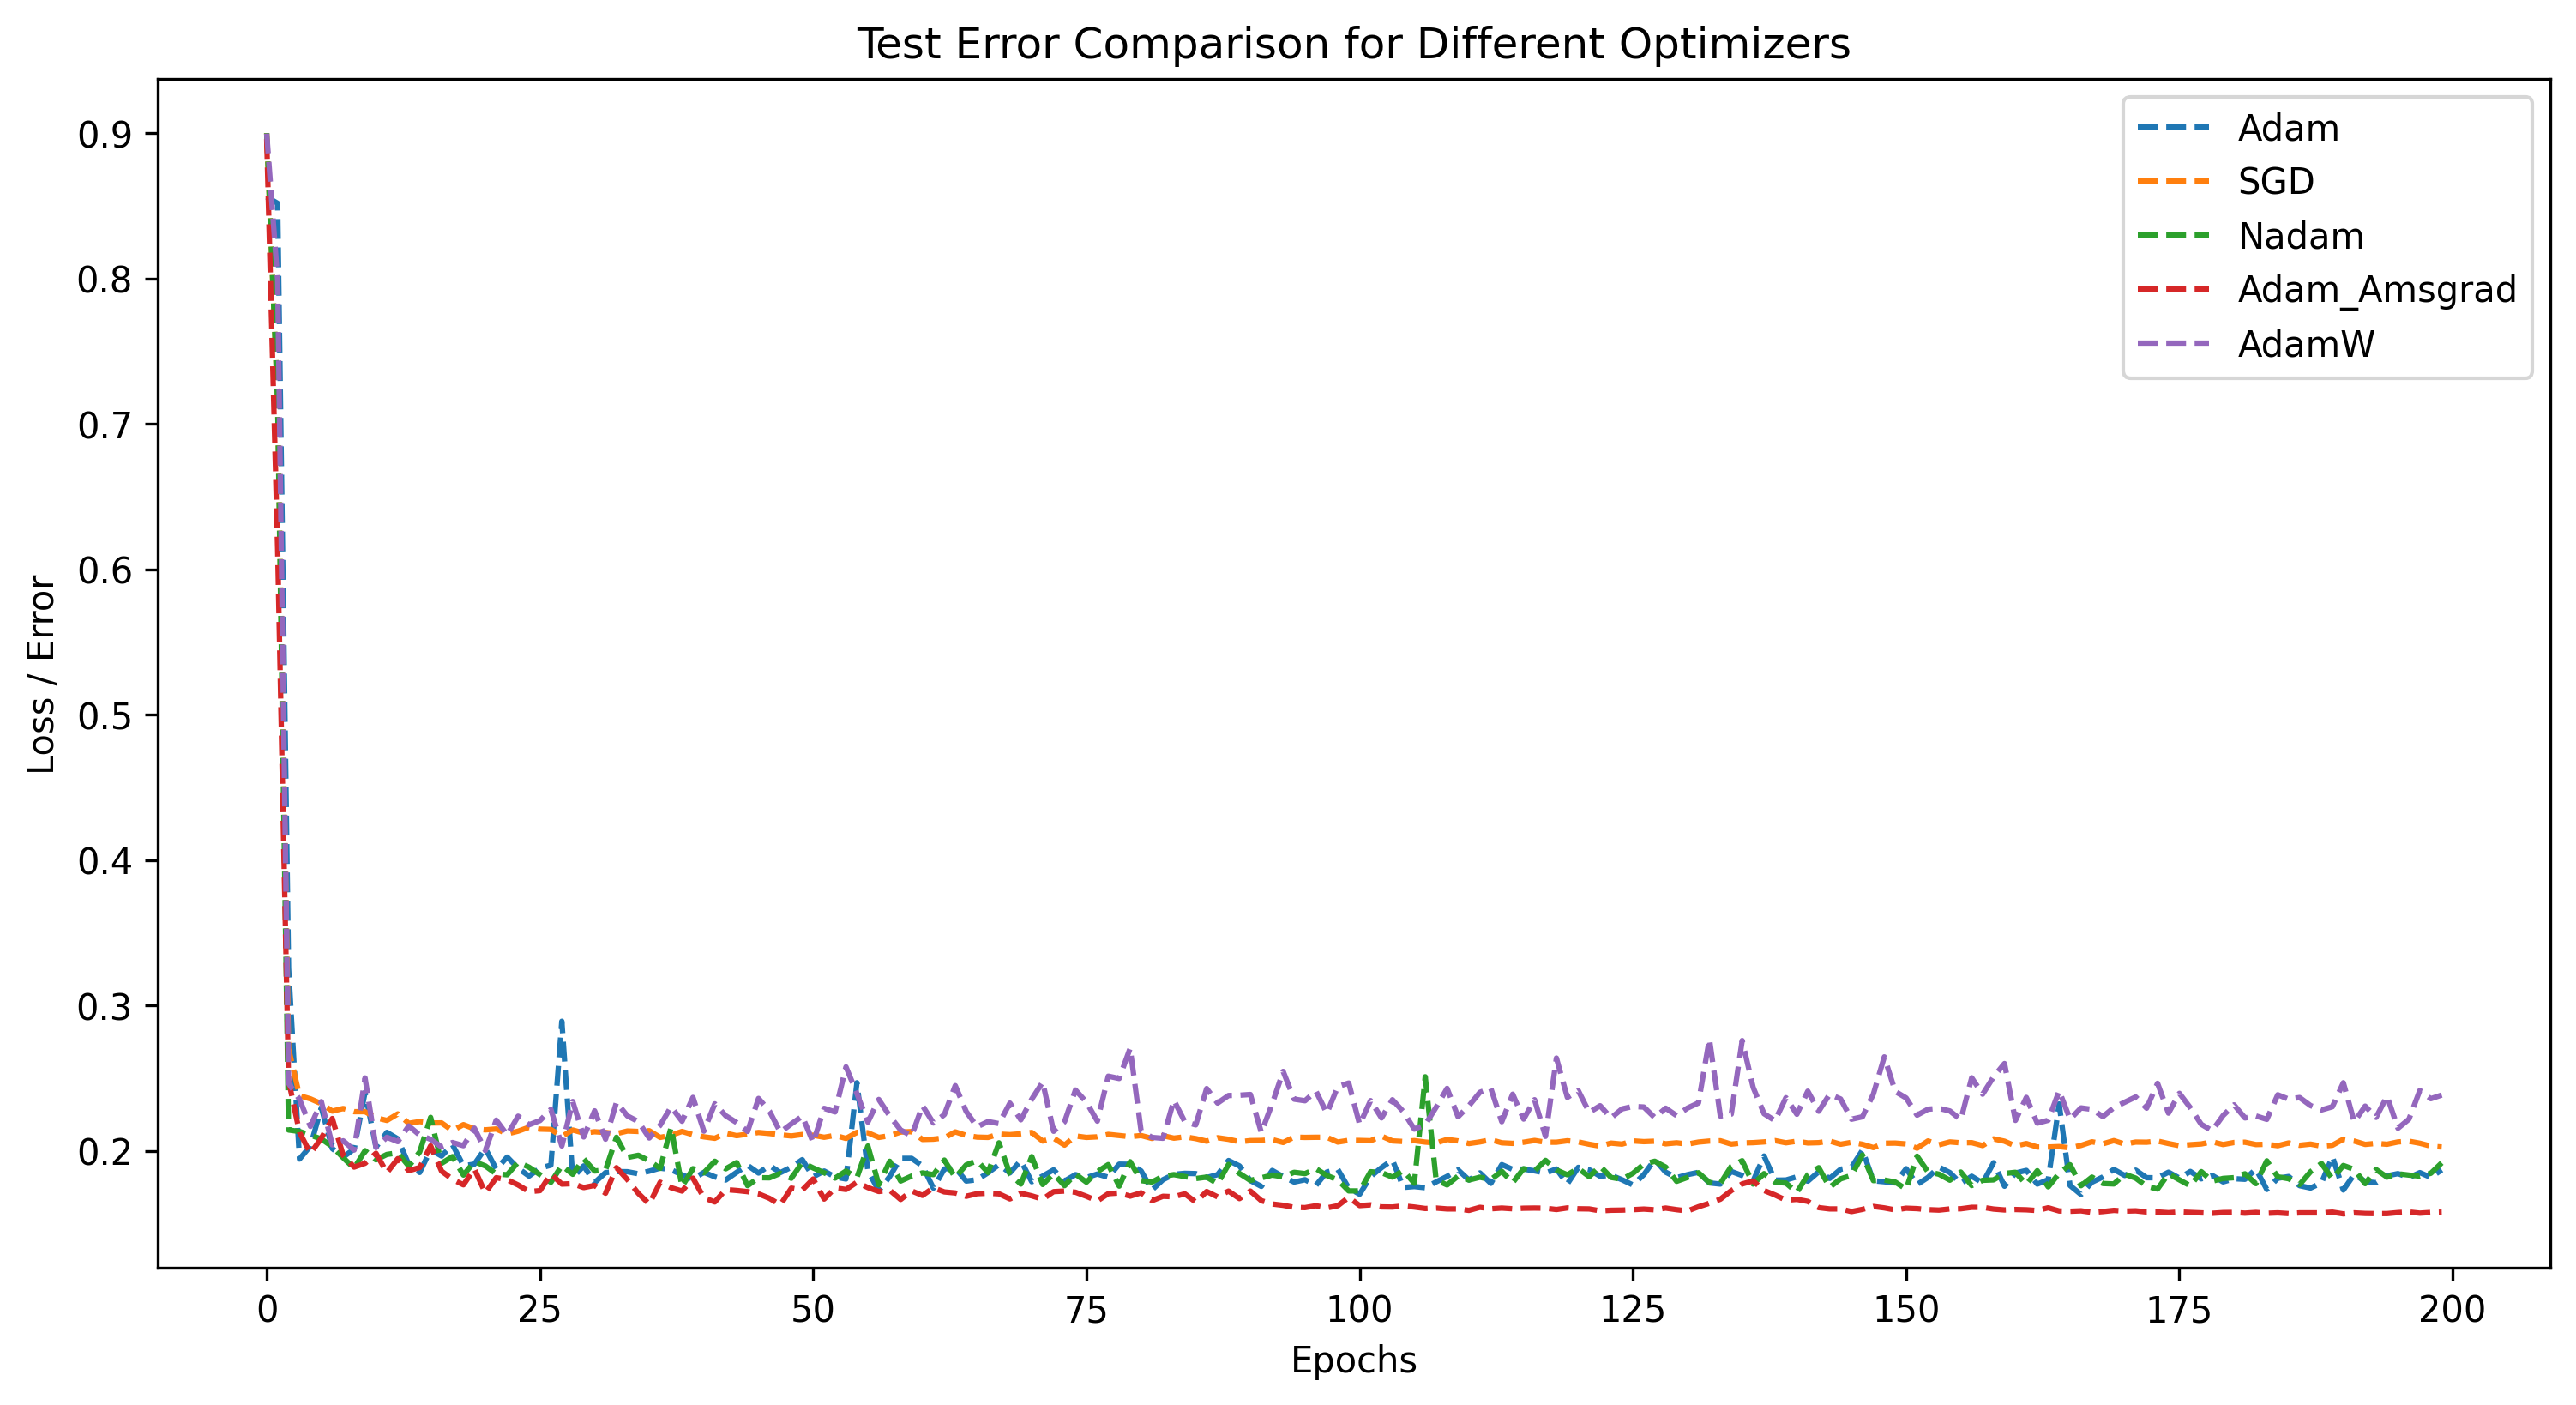 Test Error Comparison for Different Optimizers
Loss / Error
0.9
0.8
0.7
0.6
0.5
0.4
0.3
0.2
Adam
SGD
Nadam
Adam_Amsgrad
AdamW
0 25 50 75 100 125 150 175 200
Epochs